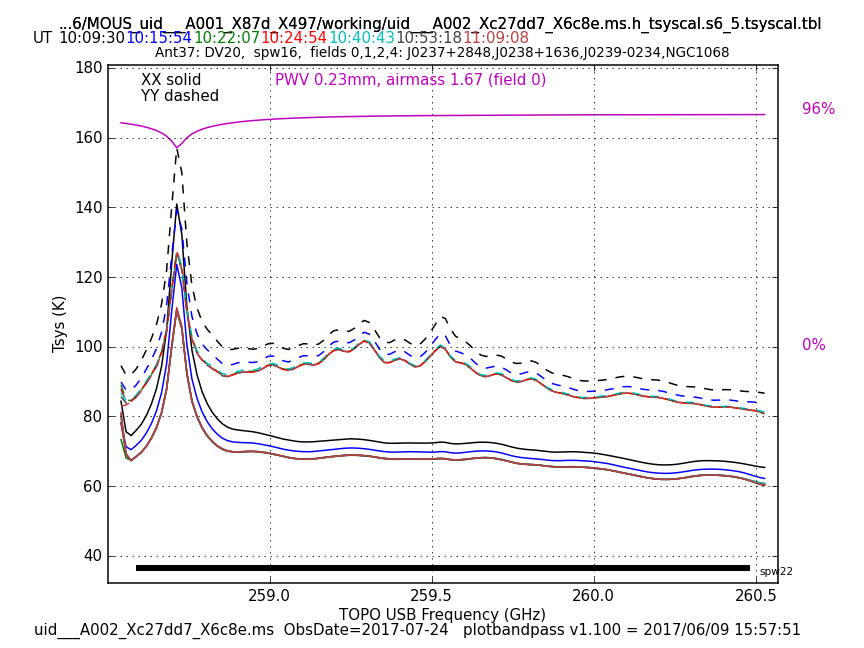 ...6/MOUS_uid___A001_X87d_X497/working/uid___A002_Xc27dd7_X6c8e.ms.h_tsyscal.s6_5.tsyscal.tbl
UT 10:09:30 10:15:54 10:22:07 10:24:54 10:40:43 10:53:18 11:09:08
Ant37: DV20,  spw16,  fields 0,1,2,4: J0237+2848,J0238+1636,J0239-0234,NGC1068
180
XX solid
PWV 0.23mm, airmass 1.67 (field 0)
YY dashed
96%
160
140
120
Tsys (K)
100
0%
80
60
40
spw22
259.0 259.5 260.0 260.5
TOPO USB Frequency (GHz)
uid___A002_Xc27dd7_X6c8e.ms  ObsDate=2017-07-24   plotbandpass v1.100 = 2017/06/09 15:57:51